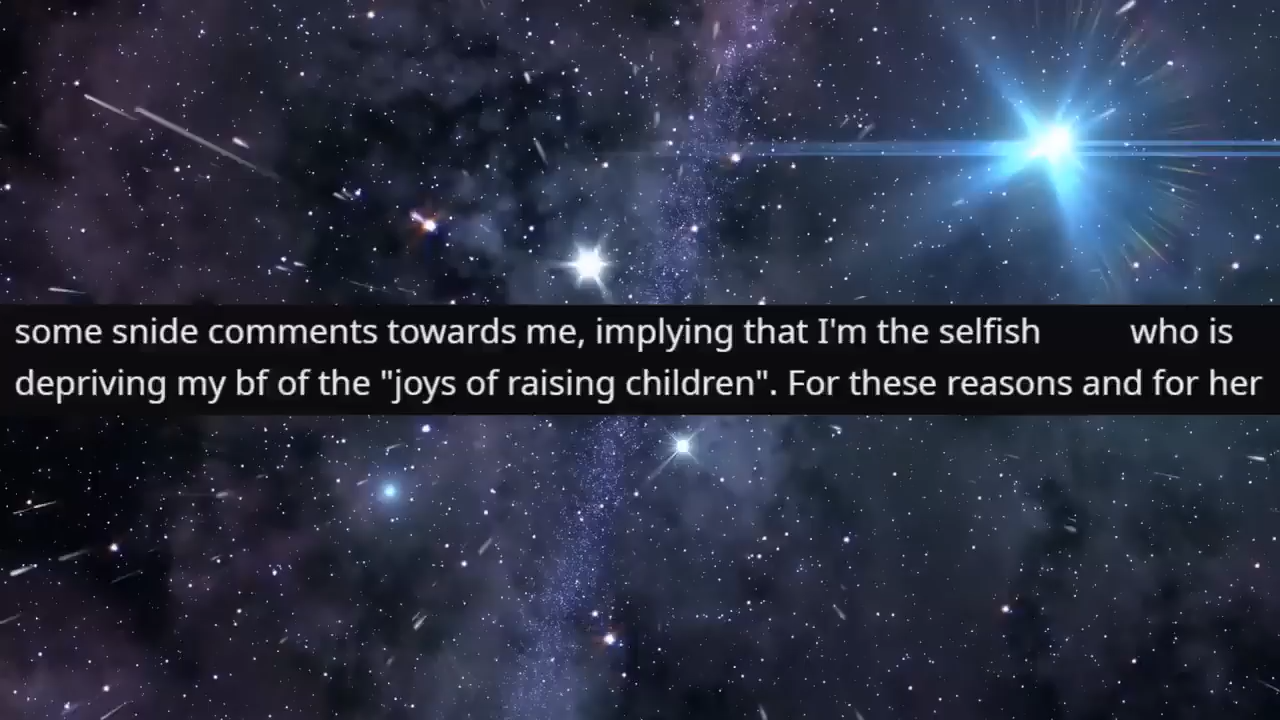 some snide comments towards me, implying that I'm the selfish who is
depriving my bf of the "joys of raising children". For these reasons and for her